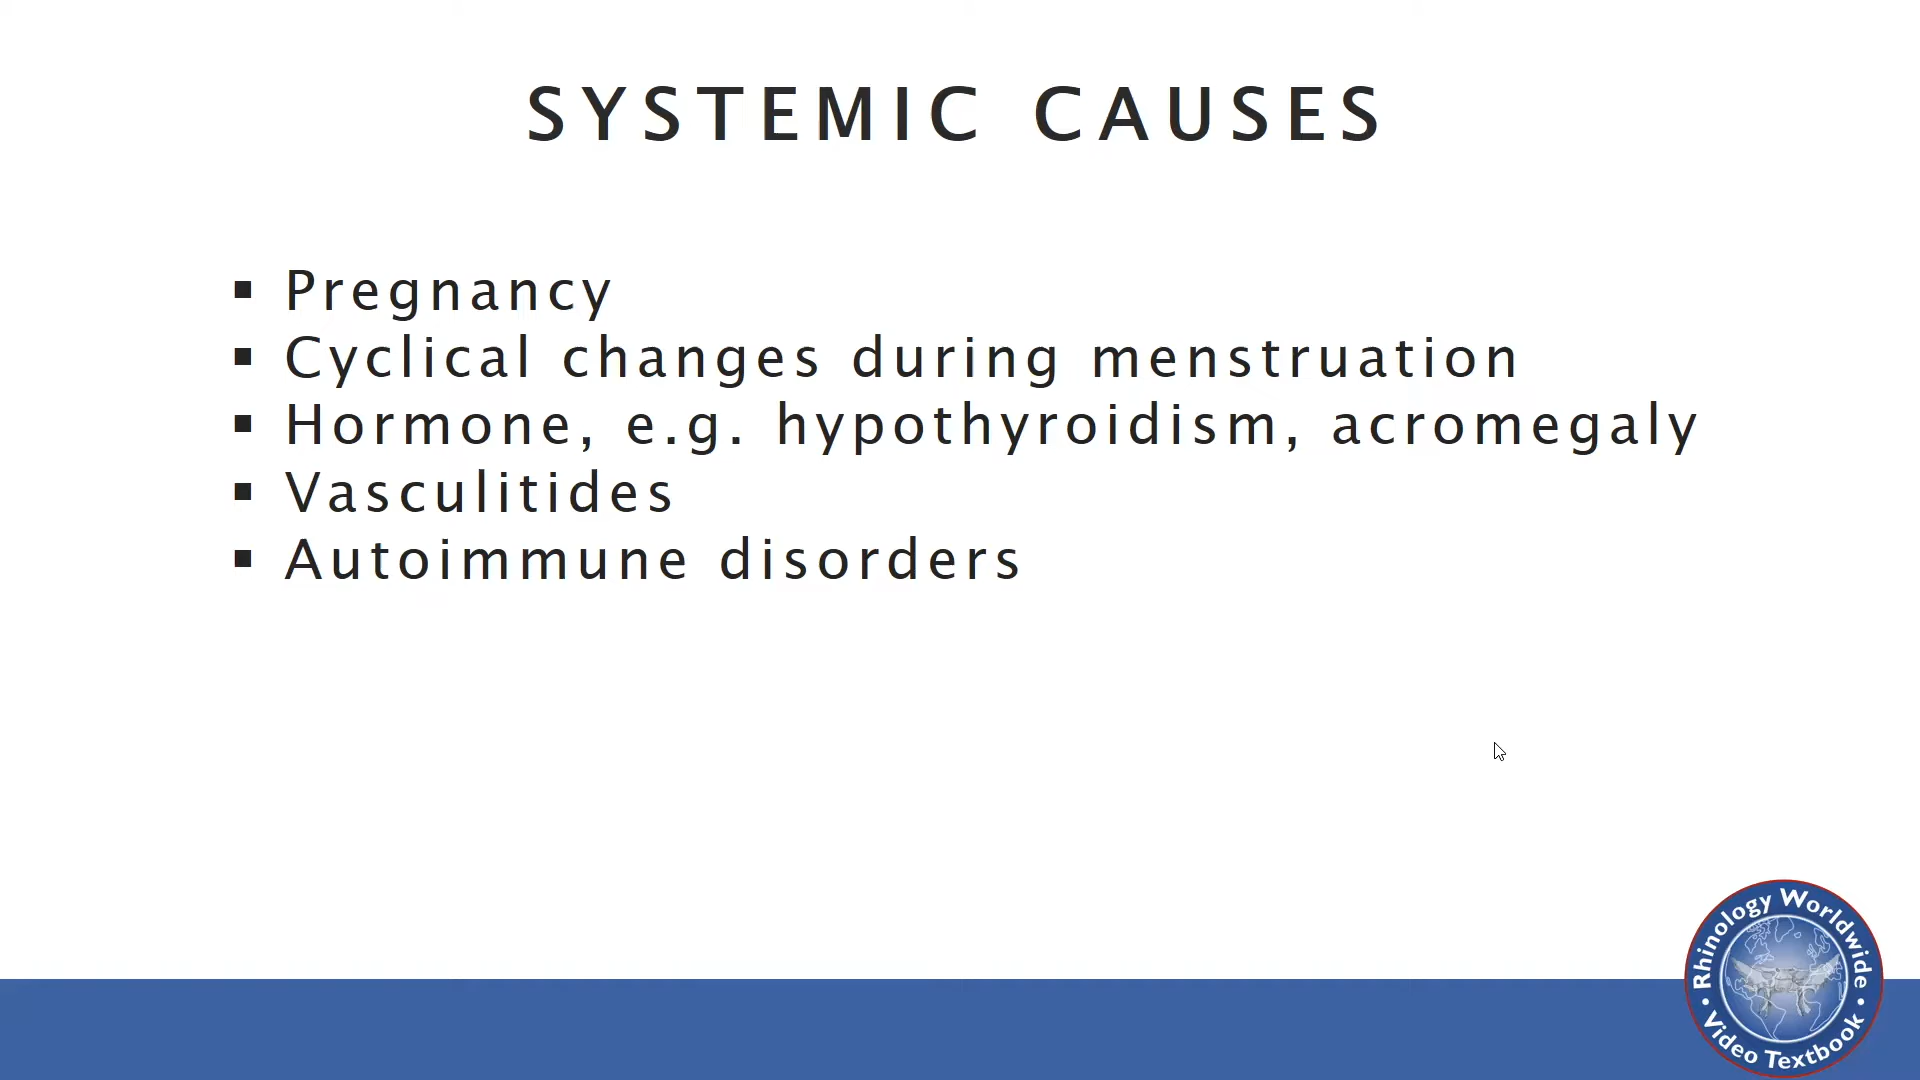 SYSTEMIC CAUSES
▪ Pregnancy
▪ Cyclical changes during menstruation
▪ Hormone, e.g. hypothyroidism, acromegaly
▪ Vasculitides
▪ Autoimmune disorders
Rhinology Worldwide
• Video Textbook •